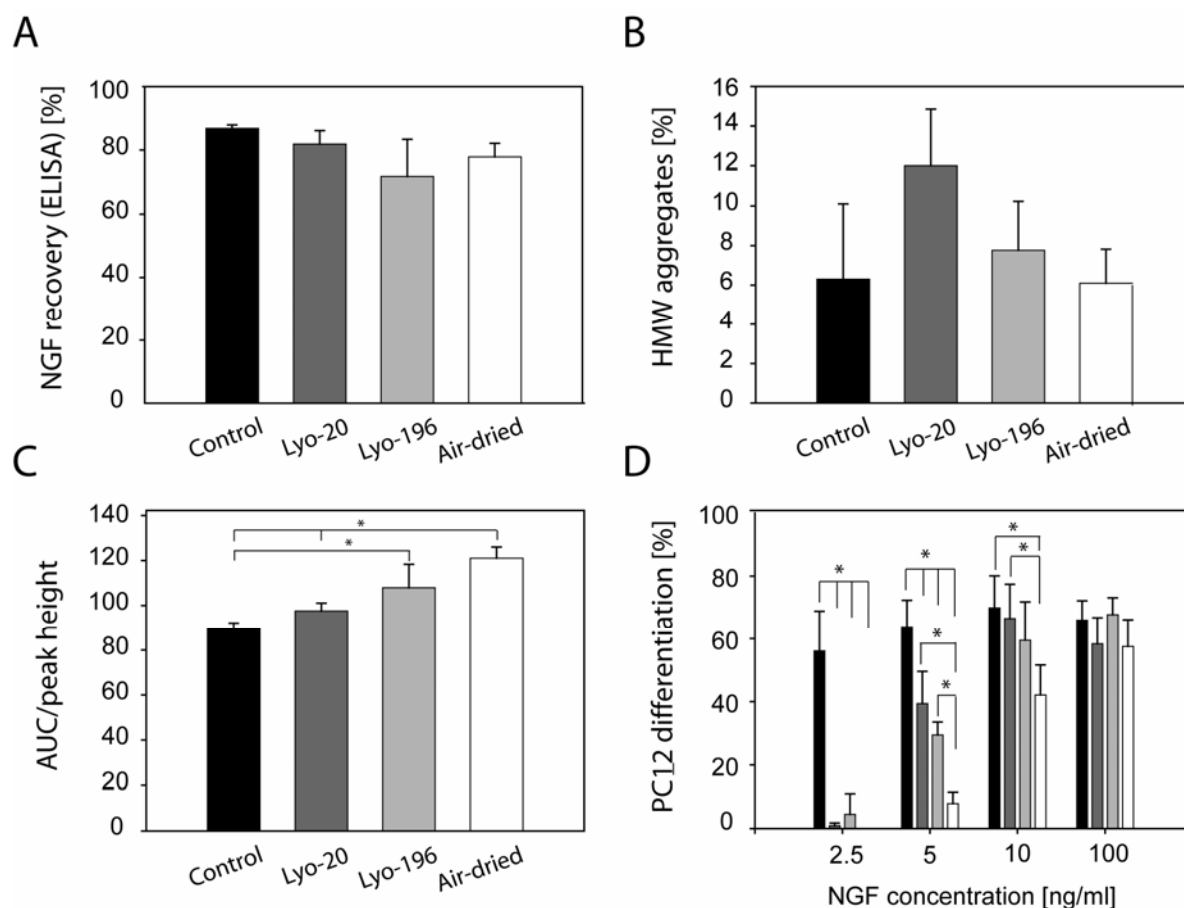 A
NGF recovery (ELISA) [%]
100
80
60
40
20
0
Control
Lyo-20
Lyo-196
Air-dried
B
HMW aggregates [%]
16
14
12
10
8
6
4
2
0
Control
Lyo-20
Lyo-196
Air-dried
C
AUC/peak height
140
120
100
80
60
40
20
0
*
*
Control
Lyo-20
Lyo-196
Air-dried
D
PC12 differentiation [%]
100
80
60
40
20
0
*
*
*
*
*
*
2.5 5 10 100
NGF concentration [ng/ml]